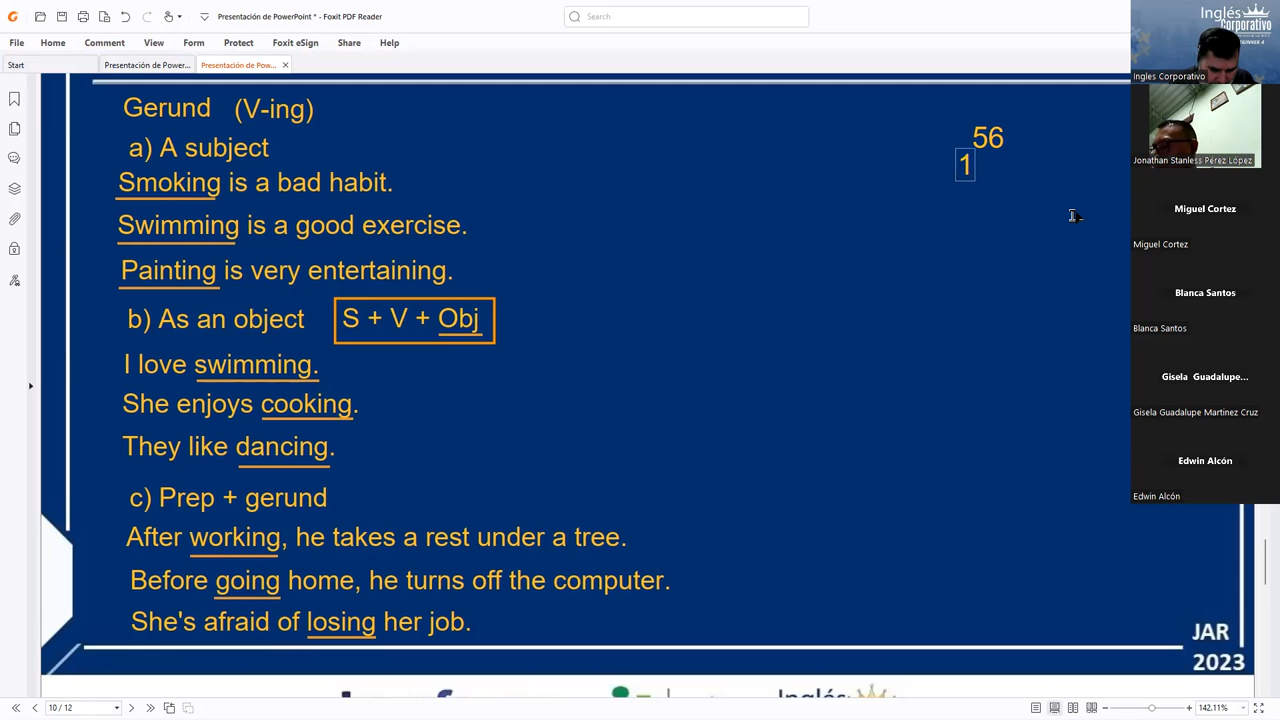 Presentación de PowerPoint * - Foxit PDF Reader
Search
File Home Comment View Form Protect Foxit eSign Share Help
Start
Presentación de Power...
Presentación de Pow...
Gerund (V-ing)
a) A subject
Smoking is a bad habit.
Swimming is a good exercise.
Painting is very entertaining.
b) As an object S + V + Obj
I love swimming.
She enjoys cooking.
They like dancing.
c) Prep + gerund
After working, he takes a rest under a tree.
Before going home, he turns off the computer.
She's afraid of losing her job.
56
1
JAR
2023
Inglés
Corporativo
Ingles Corporativo
Jonathan Stanless Pérez López
Miguel Cortez
Miguel Cortez
Blanca Santos
Blanca Santos
Gisela Guadalupe...
Gisela Guadalupe Martinez Cruz
Edwin Alcón
Edwin Alcón
Inglés
10 / 12
142.11%